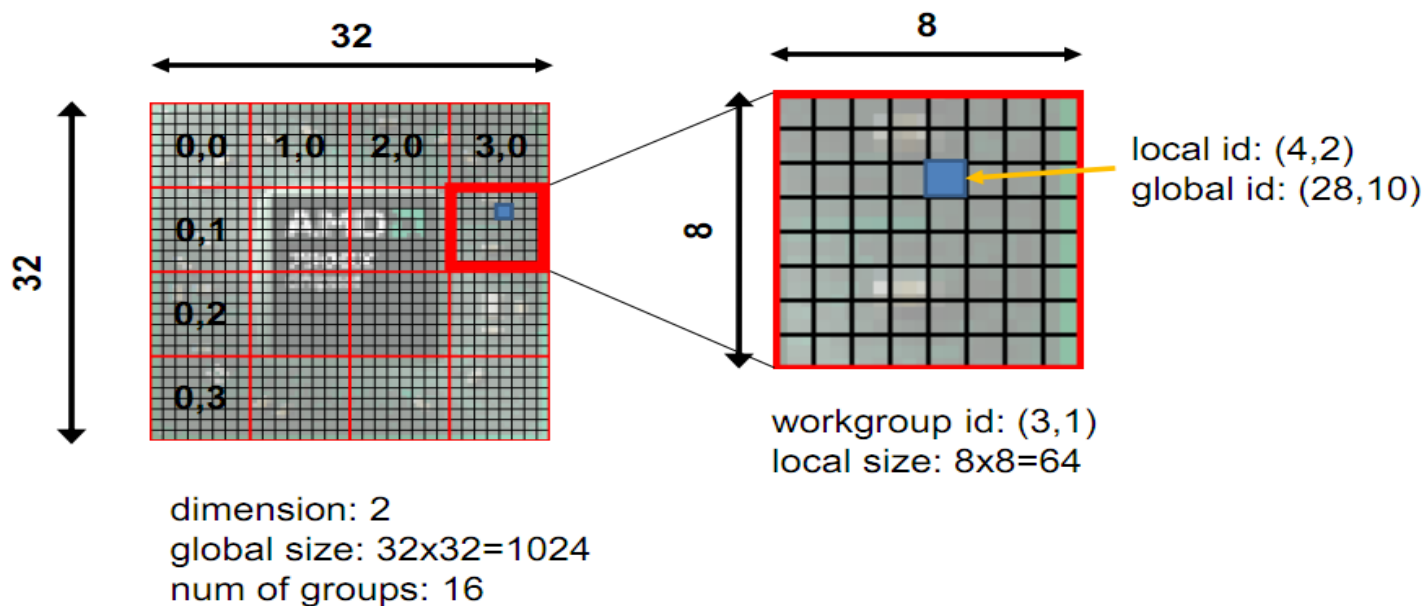 32
8
32
0,0 1,0 2,0 3,0
0,1
0,2
0,3
AMD
8
local id: (4,2)
global id: (28,10)
workgroup id: (3,1)
local size: 8x8=64
dimension: 2
global size: 32x32=1024
num of groups: 16